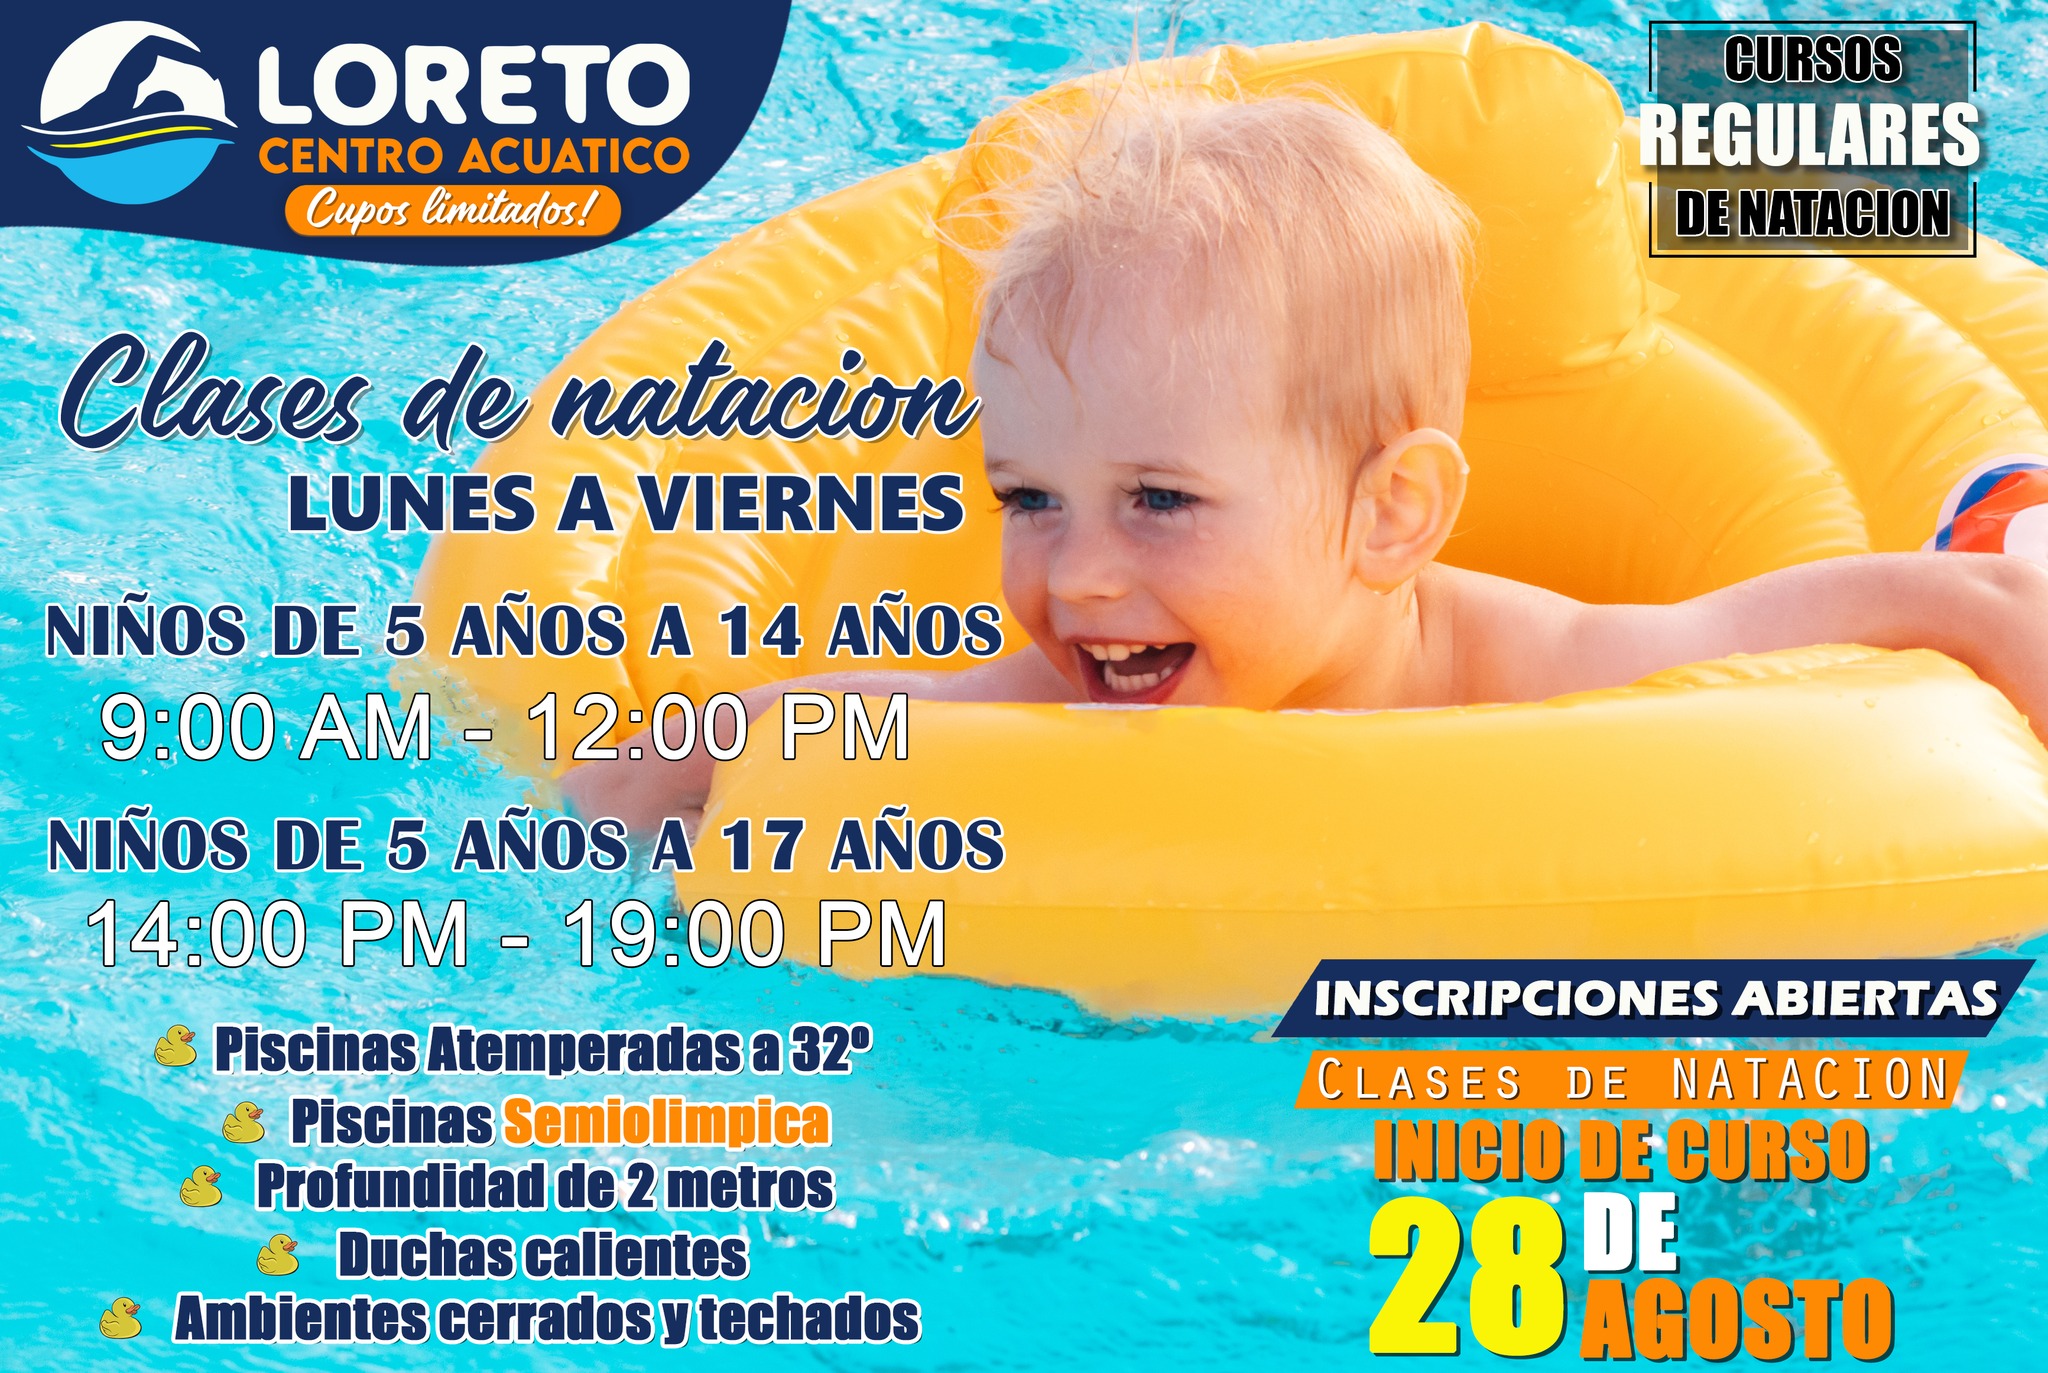 LORETO
CENTRO ACUATICO
Cupos limitados!
CURSOS
REGULARES
DE NATACION
Clases de natacion
LUNES A VIERNES
NIÑOS DE 5 AÑOS A 14 AÑOS
9:00 AM - 12:00 PM
NIÑOS DE 5 AÑOS A 17 AÑOS
14:00 PM - 19:00 PM
Piscinas Atemperadas a 32º
Piscinas Semiolimpica
Profundidad de 2 metros
Duchas calientes
Ambientes cerrados y techados
INSCRIPCIONES ABIERTAS
CLASES DE NATACION
INICIO DE CURSO
28 DE
AGOSTO